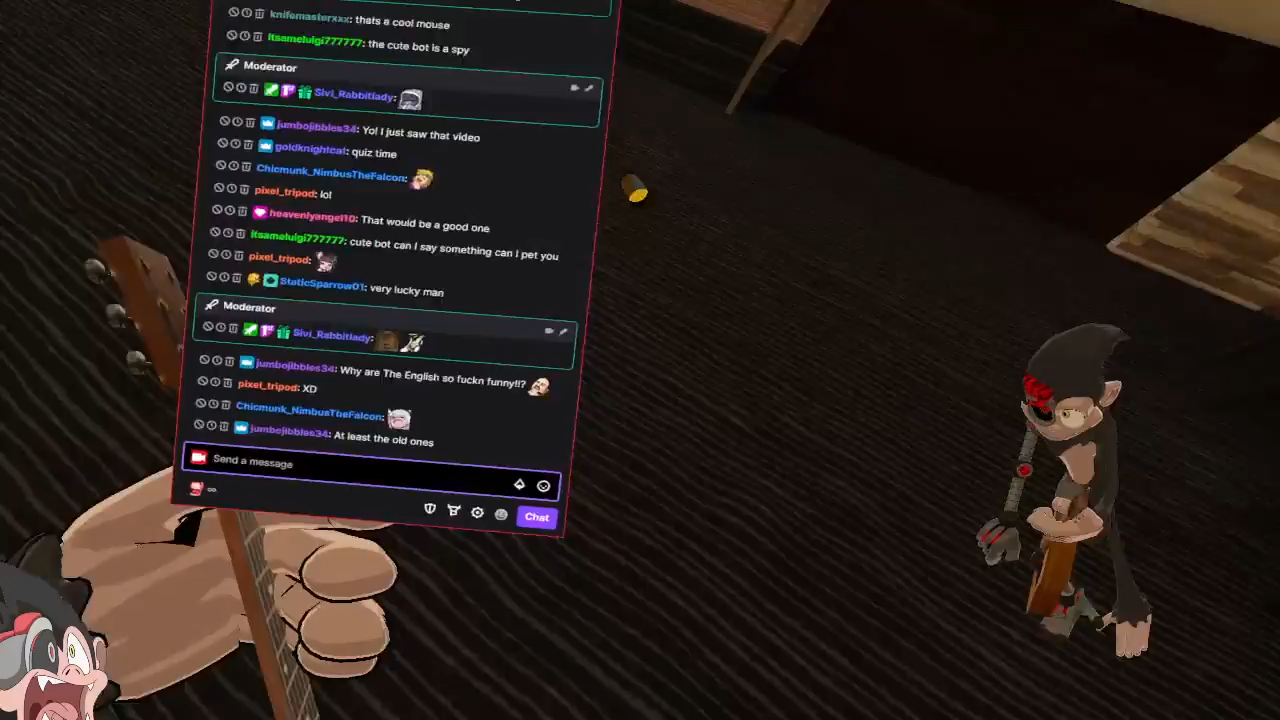 knifemasterxxx: thats a cool mouse
itsameluigi777777: the cute bot is a spy
Moderator
Sivi_Rabbitlady:
jumbojibbles34: Yo! I just saw that video
goldknightcat: quiz time
Chicmunk_NimbusTheFalcon:
pixel_tripod: lol
heavenlyangel10: That would be a good one
itsameluigi777777: cute bot can I say something can I pet you
pixel_tripod:
StaticSparrow01: very lucky man
Moderator
Sivi_Rabbitlady:
jumbojibbles34: Why are The English so fuckn funny!!?
pixel_tripod: XD
Chicmunk_NimbusTheFalcon:
jumbojibbles34: At least the old ones
Send a message
Chat